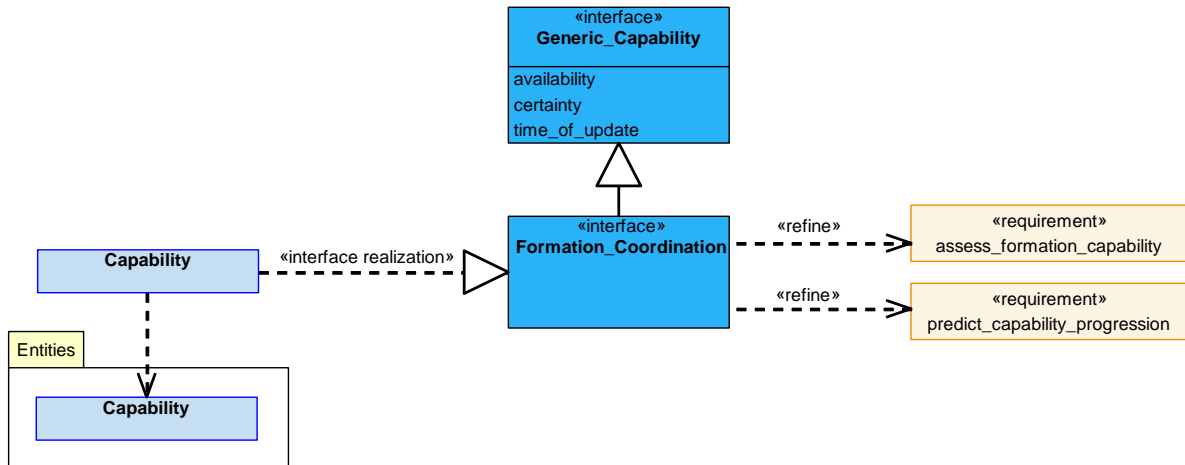 «interface»
Generic_Capability
availability
certainty
time_of_update
«interface»
Formation_Coordination
«refine»
«requirement»
assess_formation_capability
Capability
«interface realization»
«refine»
«requirement»
predict_capability_progression
Entities
Capability